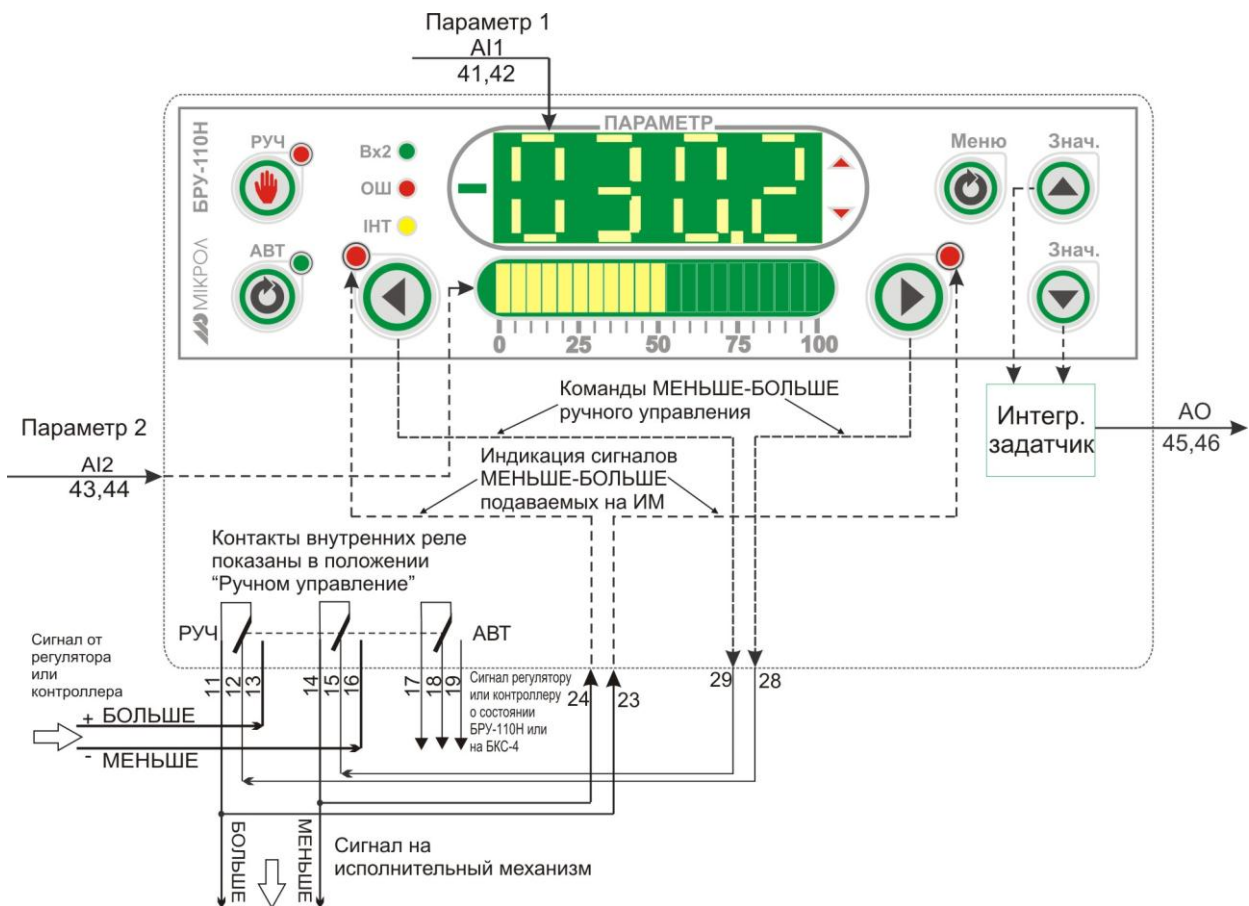 Параметр 1
AI1
41,42
БРУ-110Н
МІКРОЛ
РУЧ
АВТ
Вх2
ОШ
ІНТ
ПАРАМЕТР
030.2
Меню
Знач.
Знач.
0 25 50 75 100
Команды МЕНЬШЕ-БОЛЬШЕ
ручного управления
Интегр.
задатчик
AO
45,46
Параметр 2
AI2
43,44
Индикация сигналов
МЕНЬШЕ-БОЛЬШЕ
подаваемых на ИМ
Контакты внутренних реле
показаны в положении
“Ручном управление”
РУЧ
АВТ
Сигнал от
регулятора
или
контроллера
11
12
13
14
15
16
17
18
19
Сигнал регулятору
или контроллеру
о состоянии
БРУ-110Н или
на БКС-4
24
23
29
28
+ БОЛЬШЕ
- МЕНЬШЕ
БОЛЬШЕ
МЕНЬШЕ
Сигнал на
исполнительный механизм